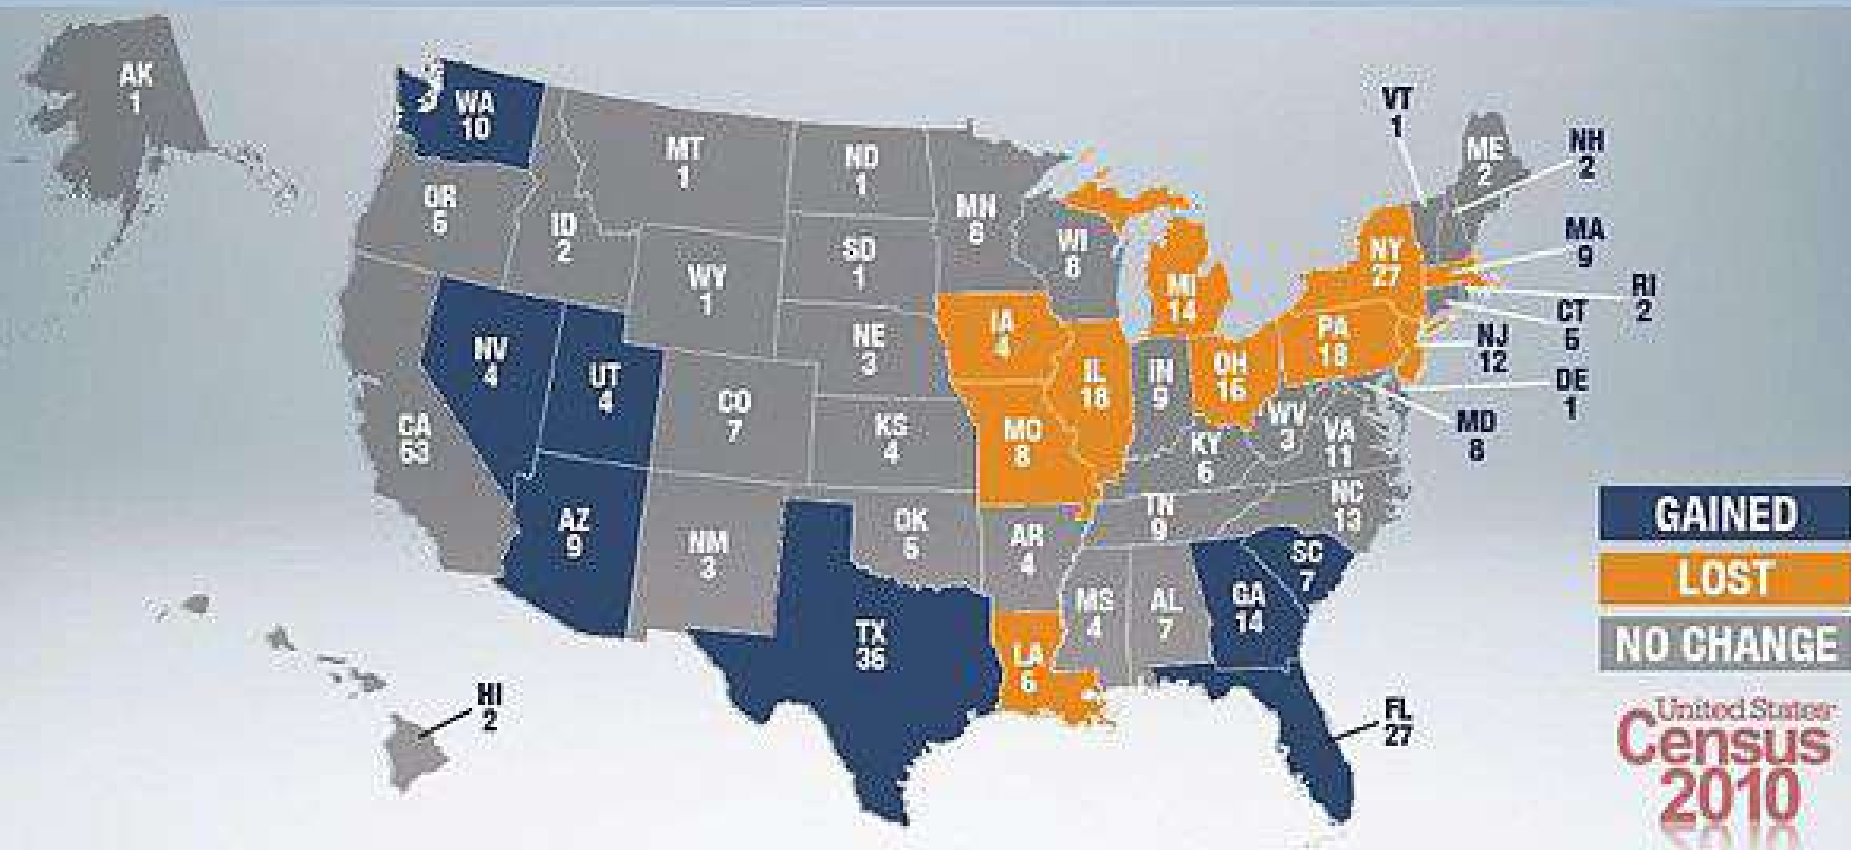 AK
1
WA
10
MT
1
ND
1
MN
8
VT
1
ME
2
NH
2
OR
5
ID
2
WY
1
SD
1
WI
8
MI
14
NY
27
MA
9
RI
2
CT
5
NJ
12
DE
1
MD
8
NV
4
UT
4
CO
7
NE
3
IA
4
IL
18
IN
9
OH
16
PA
18
CA
53
KS
4
MO
8
KY
6
WV
3
VA
11
AZ
9
NM
3
OK
5
AR
4
TN
9
NC
13
TX
36
LA
6
MS
4
AL
7
GA
14
SC
7
HI
2
FL
27
GAINED
LOST
NO CHANGE
United States
Census
2010